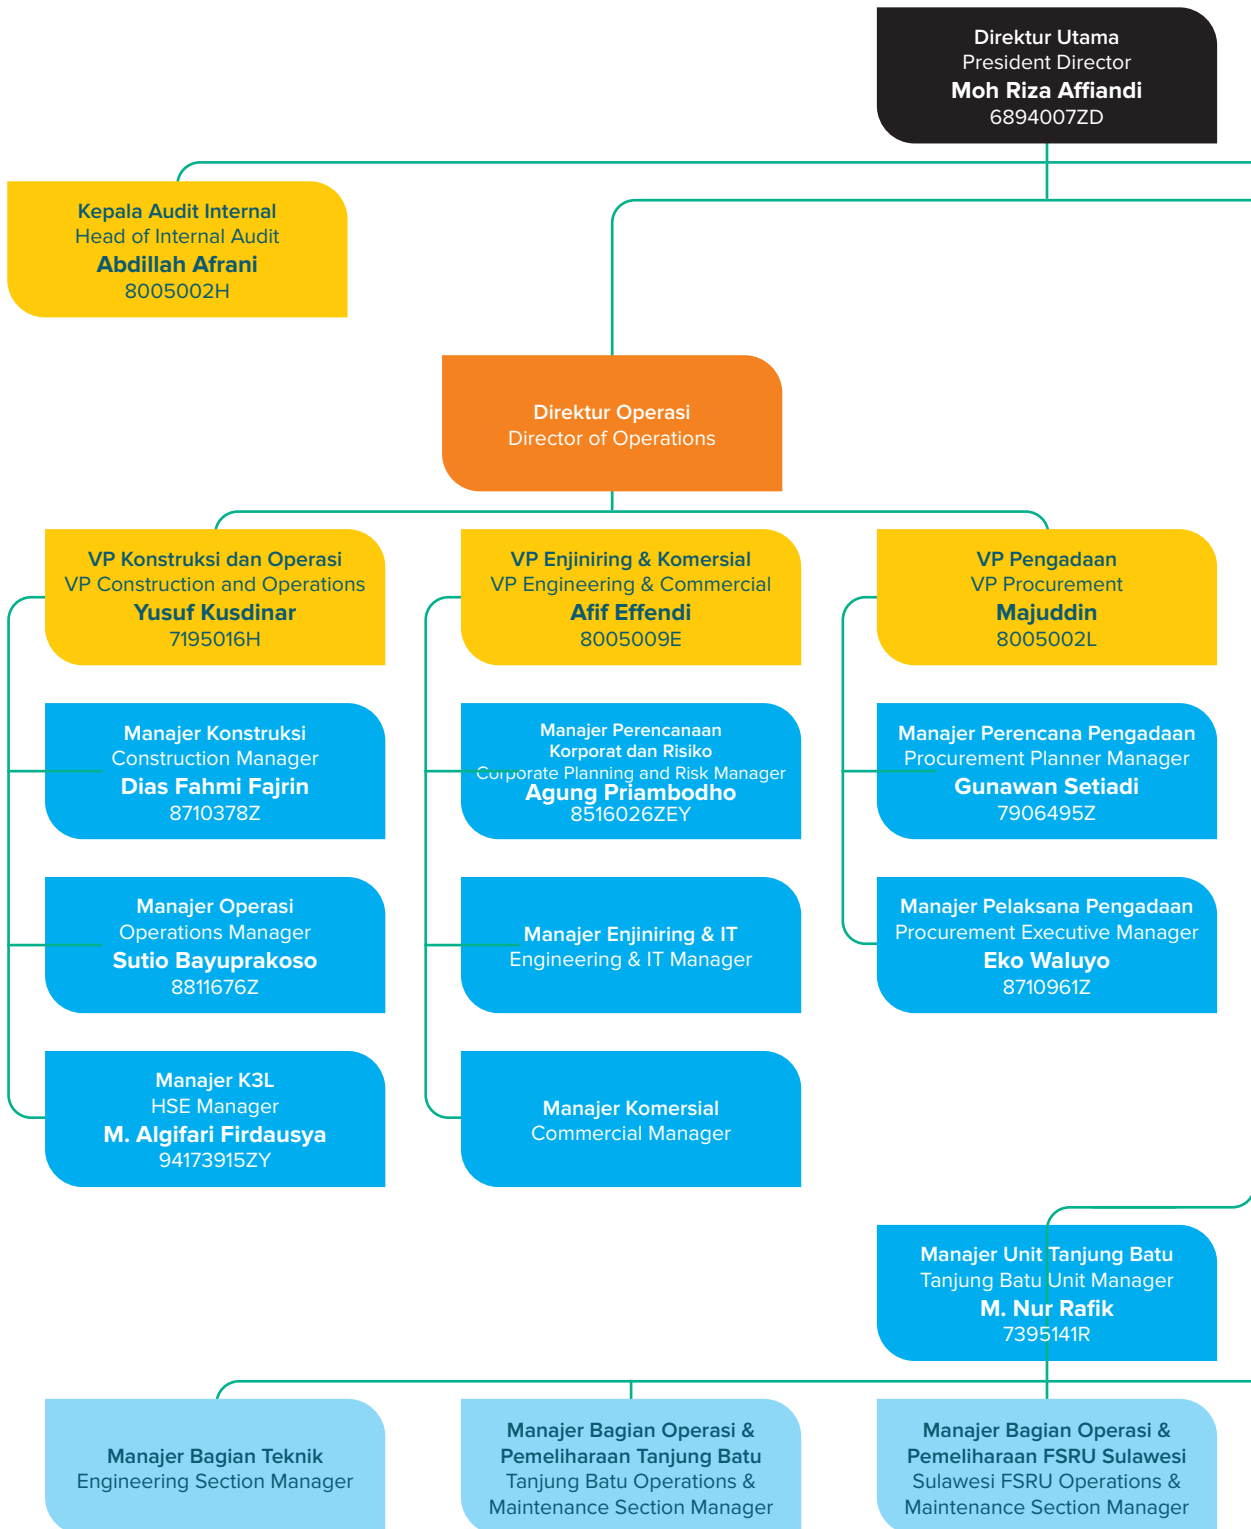 Direktur Utama
President Director
Moh Riza Affiandi
6894007ZD
Kepala Audit Internal
Head of Internal Audit
Abdillah Afrani
8005002H
Direktur Operasi
Director of Operations
VP Konstruksi dan Operasi
VP Construction and Operations
Yusuf Kusdinar
7195016H
VP Enjiniring & Komersial
VP Engineering & Commercial
Afif Effendi
8005009E
VP Pengadaan
VP Procurement
Majuddin
8005002L
Manajer Konstruksi
Construction Manager
Dias Fahmi Fajrin
8710378Z
Manajer Perencanaan
Korporat dan Risiko
Corporate Planning and Risk Manager
Agung Priambodho
8516026ZEY
Manajer Perencana Pengadaan
Procurement Planner Manager
Gunawan Setiadi
7906495Z
Manajer Operasi
Operations Manager
Sutio Bayuprakoso
8811676Z
Manajer Enjiniring & IT
Engineering & IT Manager
Manajer Pelaksana Pengadaan
Procurement Executive Manager
Eko Waluyo
8710961Z
Manajer K3L
HSE Manager
M. Algifari Firdausya
94173915ZY
Manajer Komersial
Commercial Manager
Manajer Unit Tanjung Batu
Tanjung Batu Unit Manager
M. Nur Rafik
7395141R
Manajer Bagian Teknik
Engineering Section Manager
Manajer Bagian Operasi &
Pemeliharaan Tanjung Batu
Tanjung Batu Operations &
Maintenance Section Manager
Manajer Bagian Operasi &
Pemeliharaan FSRU Sulawesi
Sulawesi FSRU Operations &
Maintenance Section Manager